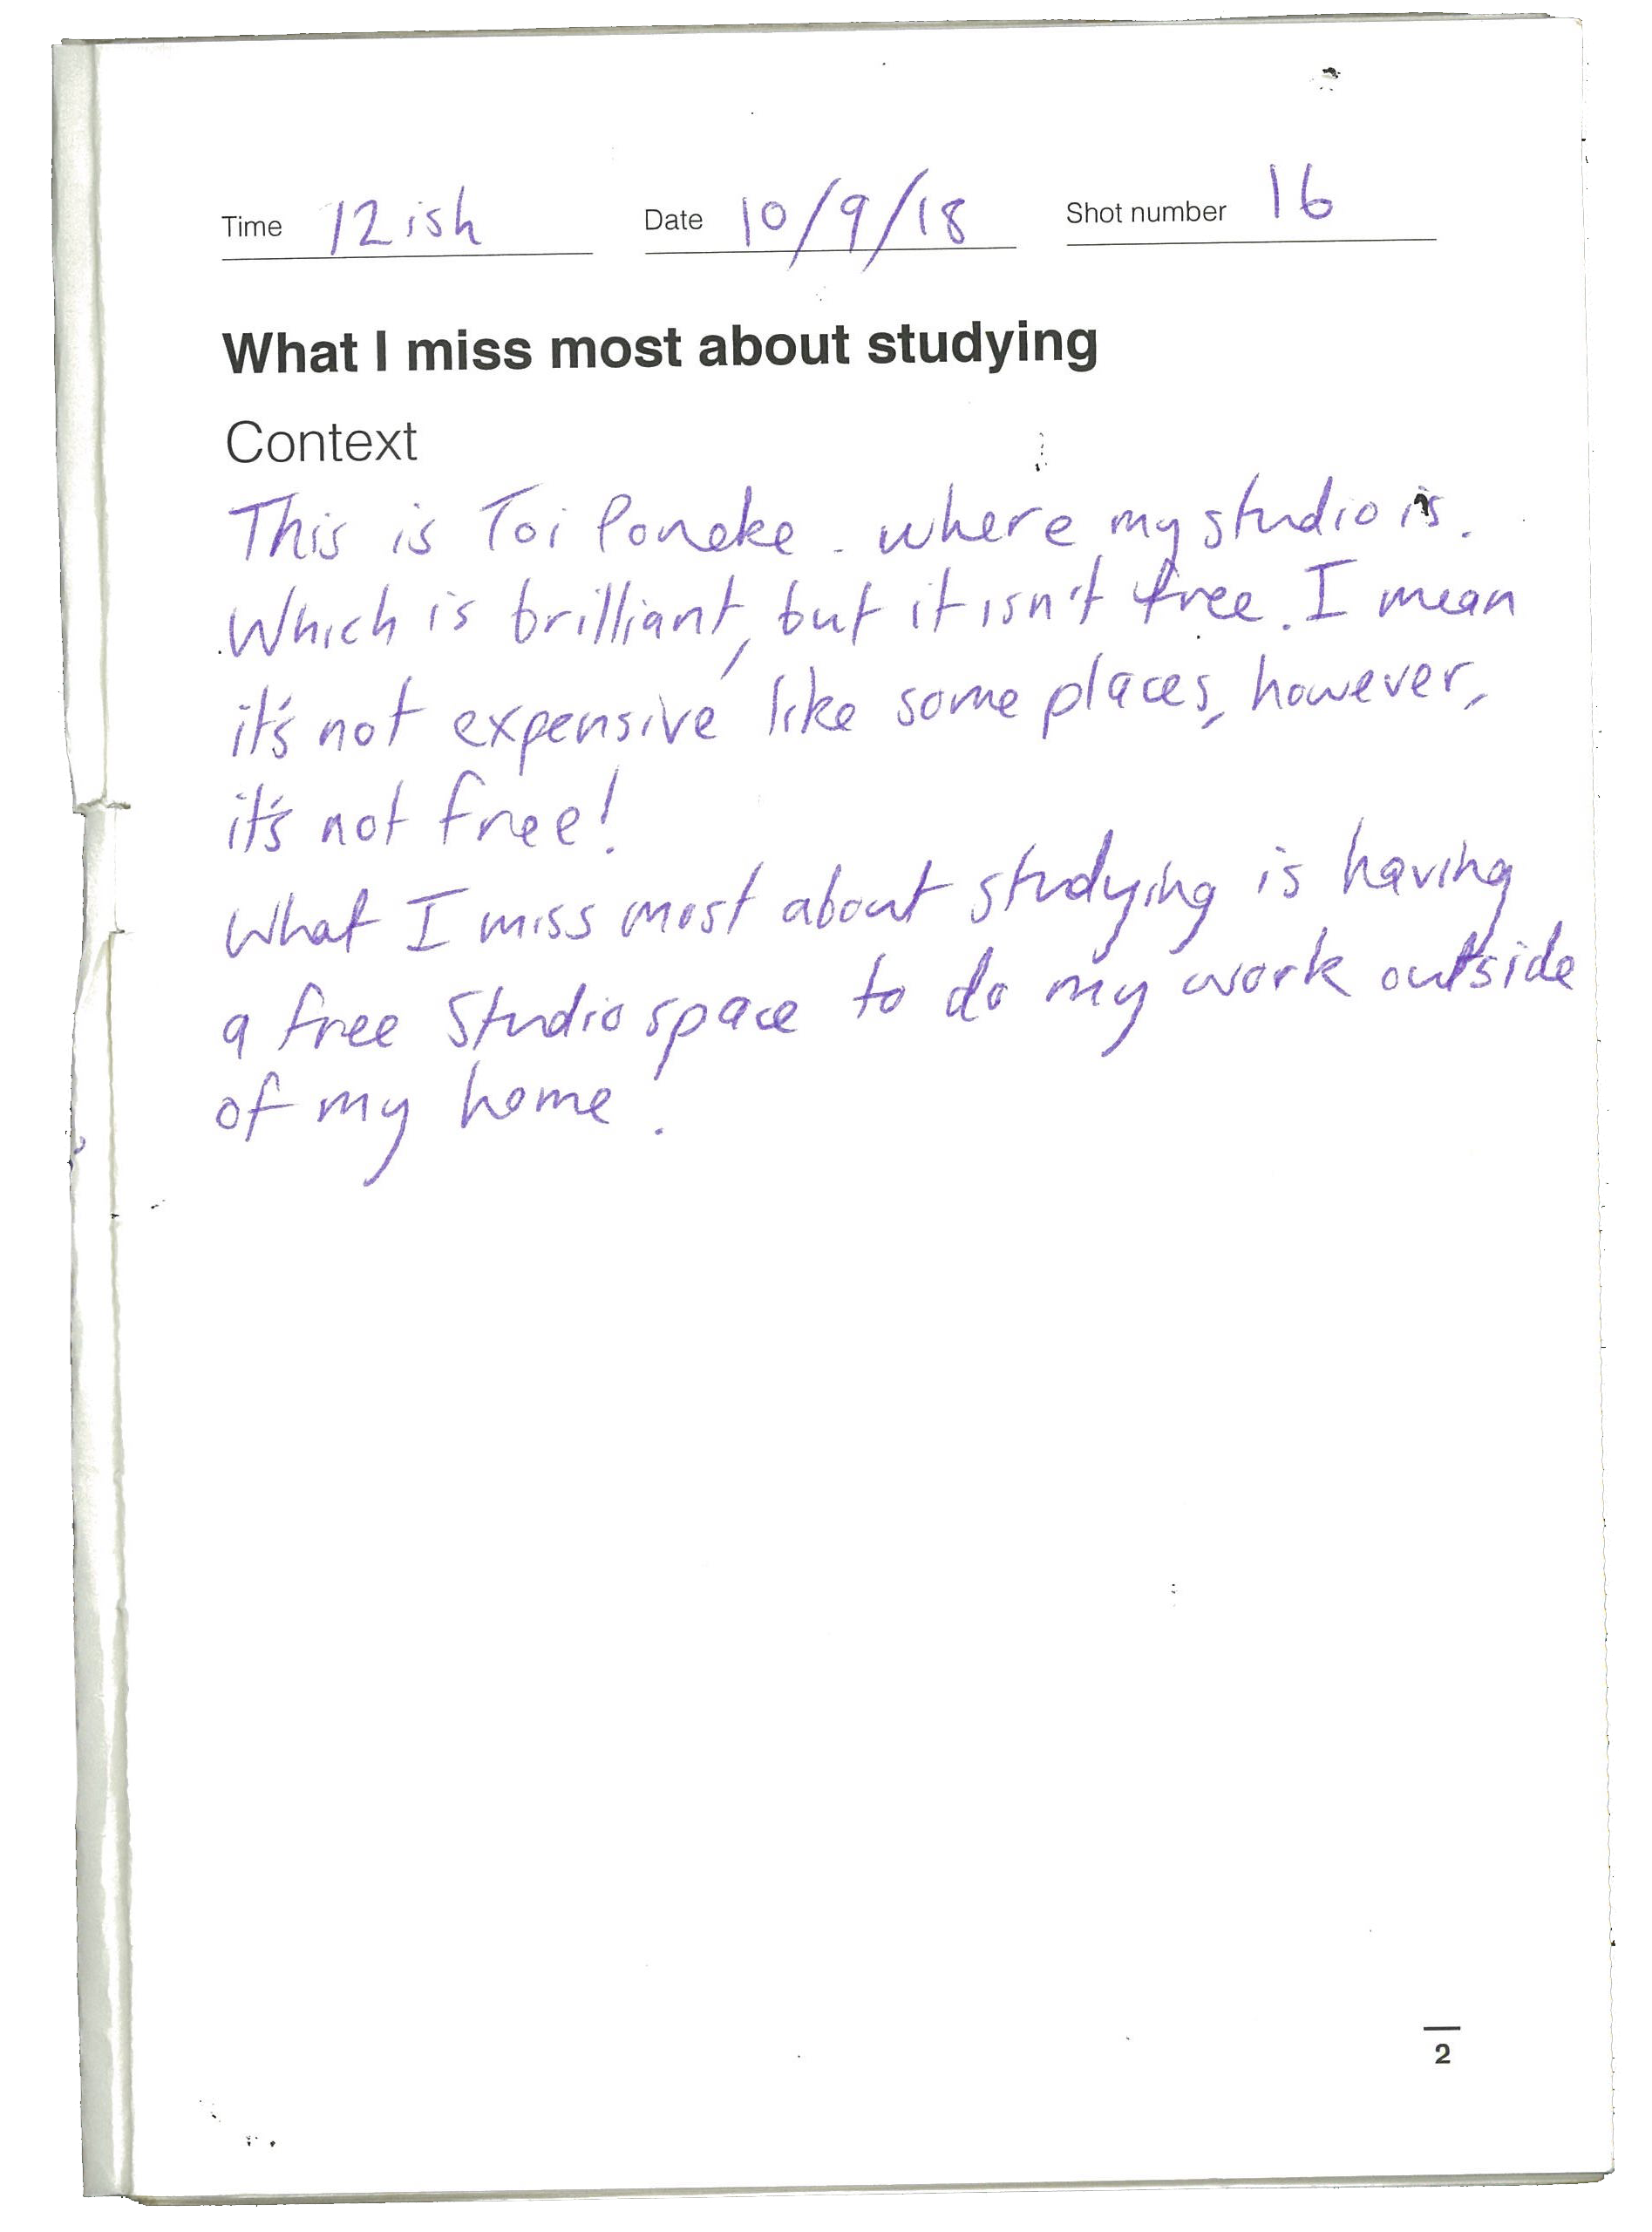 Time 12ish Date 10/9/18 Shot number 16
What I miss most about studying
Context
This is Toi Poneke. where my studio is.
Which is brilliant, but it isn't free. I mean
it's not expensive like some places, however,
it's not free!
What I miss most about studying is having
a free studio space to do my work outside
of my home!
2